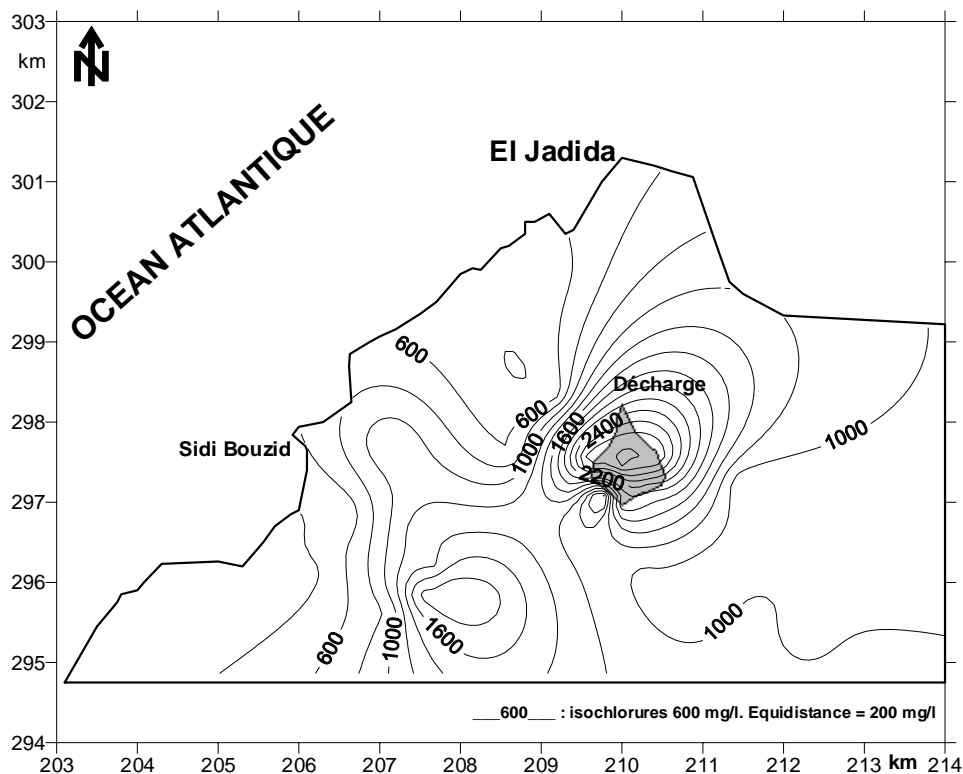 303
km
N
302
El Jadida
301
OCEAN ATLANTIQUE
300
299
600
Décharge
298
600
1600
2400
1000
1000
Sidi Bouzid
2200
297
296
1000
600
1000
1600
295
___600___ : isochlorures 600 mg/l. Equidistance = 200 mg/l
294
203 204 205 206 207 208 209 210 211 212 213 km 214